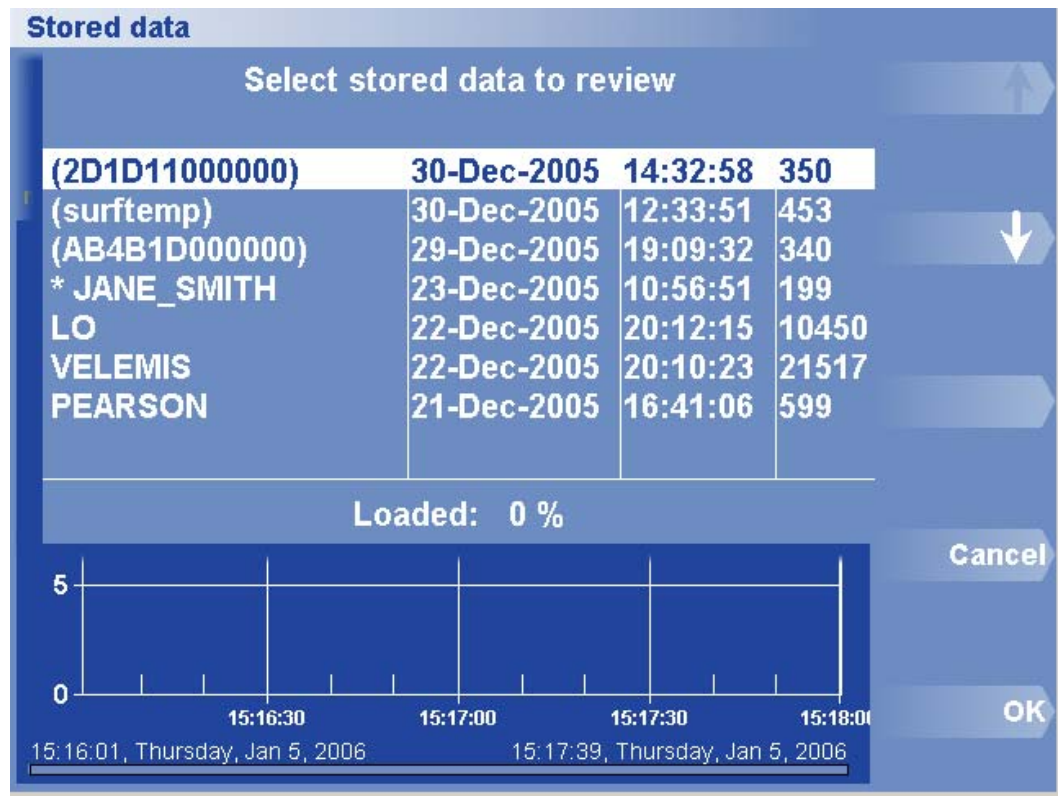 Stored data
Select stored data to review
(2D1D11000000) 30-Dec-2005 14:32:58 350
(surftemp) 30-Dec-2005 12:33:51 453
(AB4B1D000000) 29-Dec-2005 19:09:32 340
* JANE_SMITH 23-Dec-2005 10:56:51 199
LO 22-Dec-2005 20:12:15 10450
VELEMIS 22-Dec-2005 20:10:23 21517
PEARSON 21-Dec-2005 16:41:06 599
Loaded: 0 %
Cancel
5
0
15:16:30 15:17:00 15:17:30 15:18:00
OK
15:16:01, Thursday, Jan 5, 2006 15:17:39, Thursday, Jan 5, 2006